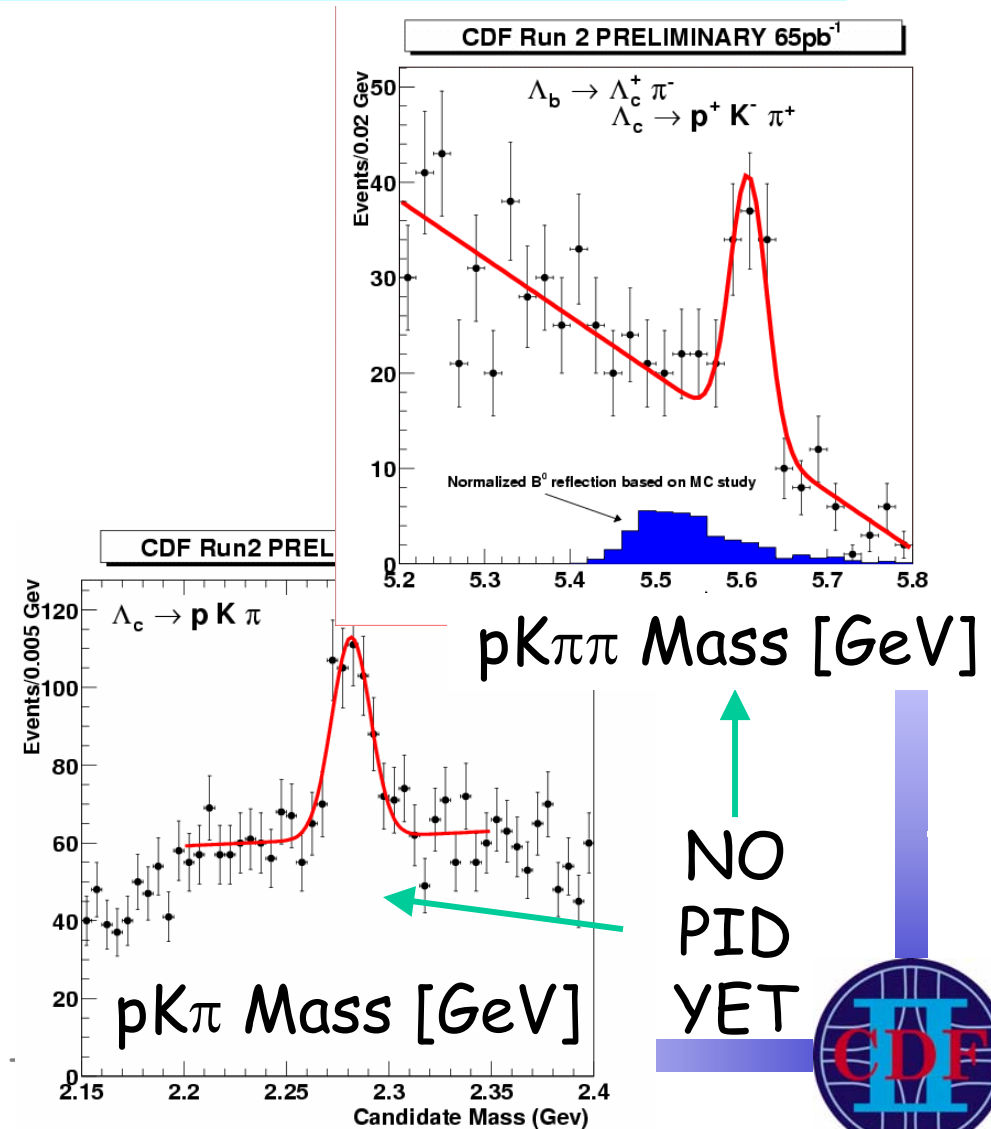 CDF Run 2 PRELIMINARY 65pb⁻¹
Events/0.02 Gev
Λb → Λc⁺ π⁻
Λc → p⁺ K⁻ π⁺
50
40
30
20
10
0
Normalized B⁰ reflection based on MC study
5.2 5.3 5.4 5.5 5.6 5.7 5.8
pKππ Mass [GeV]
CDF Run2 PREL
Events/0.005 Gev
Λc → p K π
120
100
80
60
40
20
0
pKπ Mass [GeV]
2.15 2.2 2.25 2.3 2.35 2.4
Candidate Mass (Gev)
NO
PID
YET
II
CDF